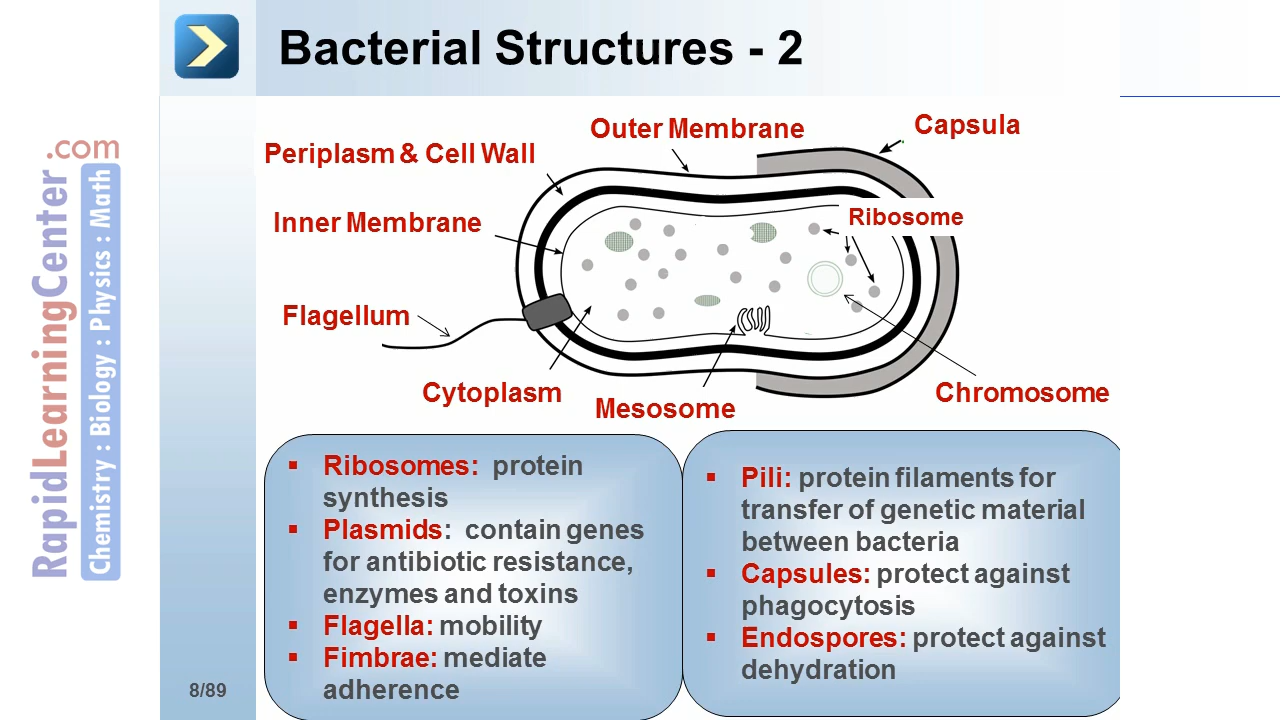 Bacterial Structures - 2
Outer Membrane
Capsula
Periplasm & Cell Wall
Ribosome
Inner Membrane
Flagellum
Cytoplasm
Mesosome
Chromosome
▪ Ribosomes: protein
synthesis
▪ Plasmids: contain genes
for antibiotic resistance,
enzymes and toxins
▪ Flagella: mobility
▪ Fimbrae: mediate
adherence
▪ Pili: protein filaments for
transfer of genetic material
between bacteria
▪ Capsules: protect against
phagocytosis
▪ Endospores: protect against
dehydration
8/89
RapidLearningCenter.com
Chemistry : Biology : Physics : Math